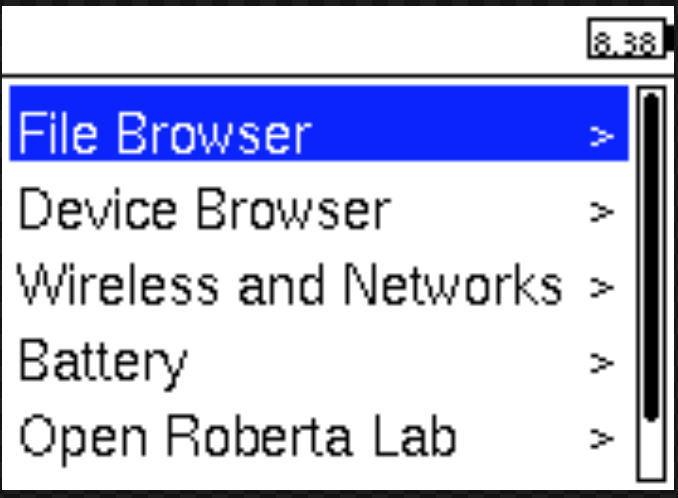 8.38
File Browser >
Device Browser >
Wireless and Networks >
Battery >
Open Roberta Lab >